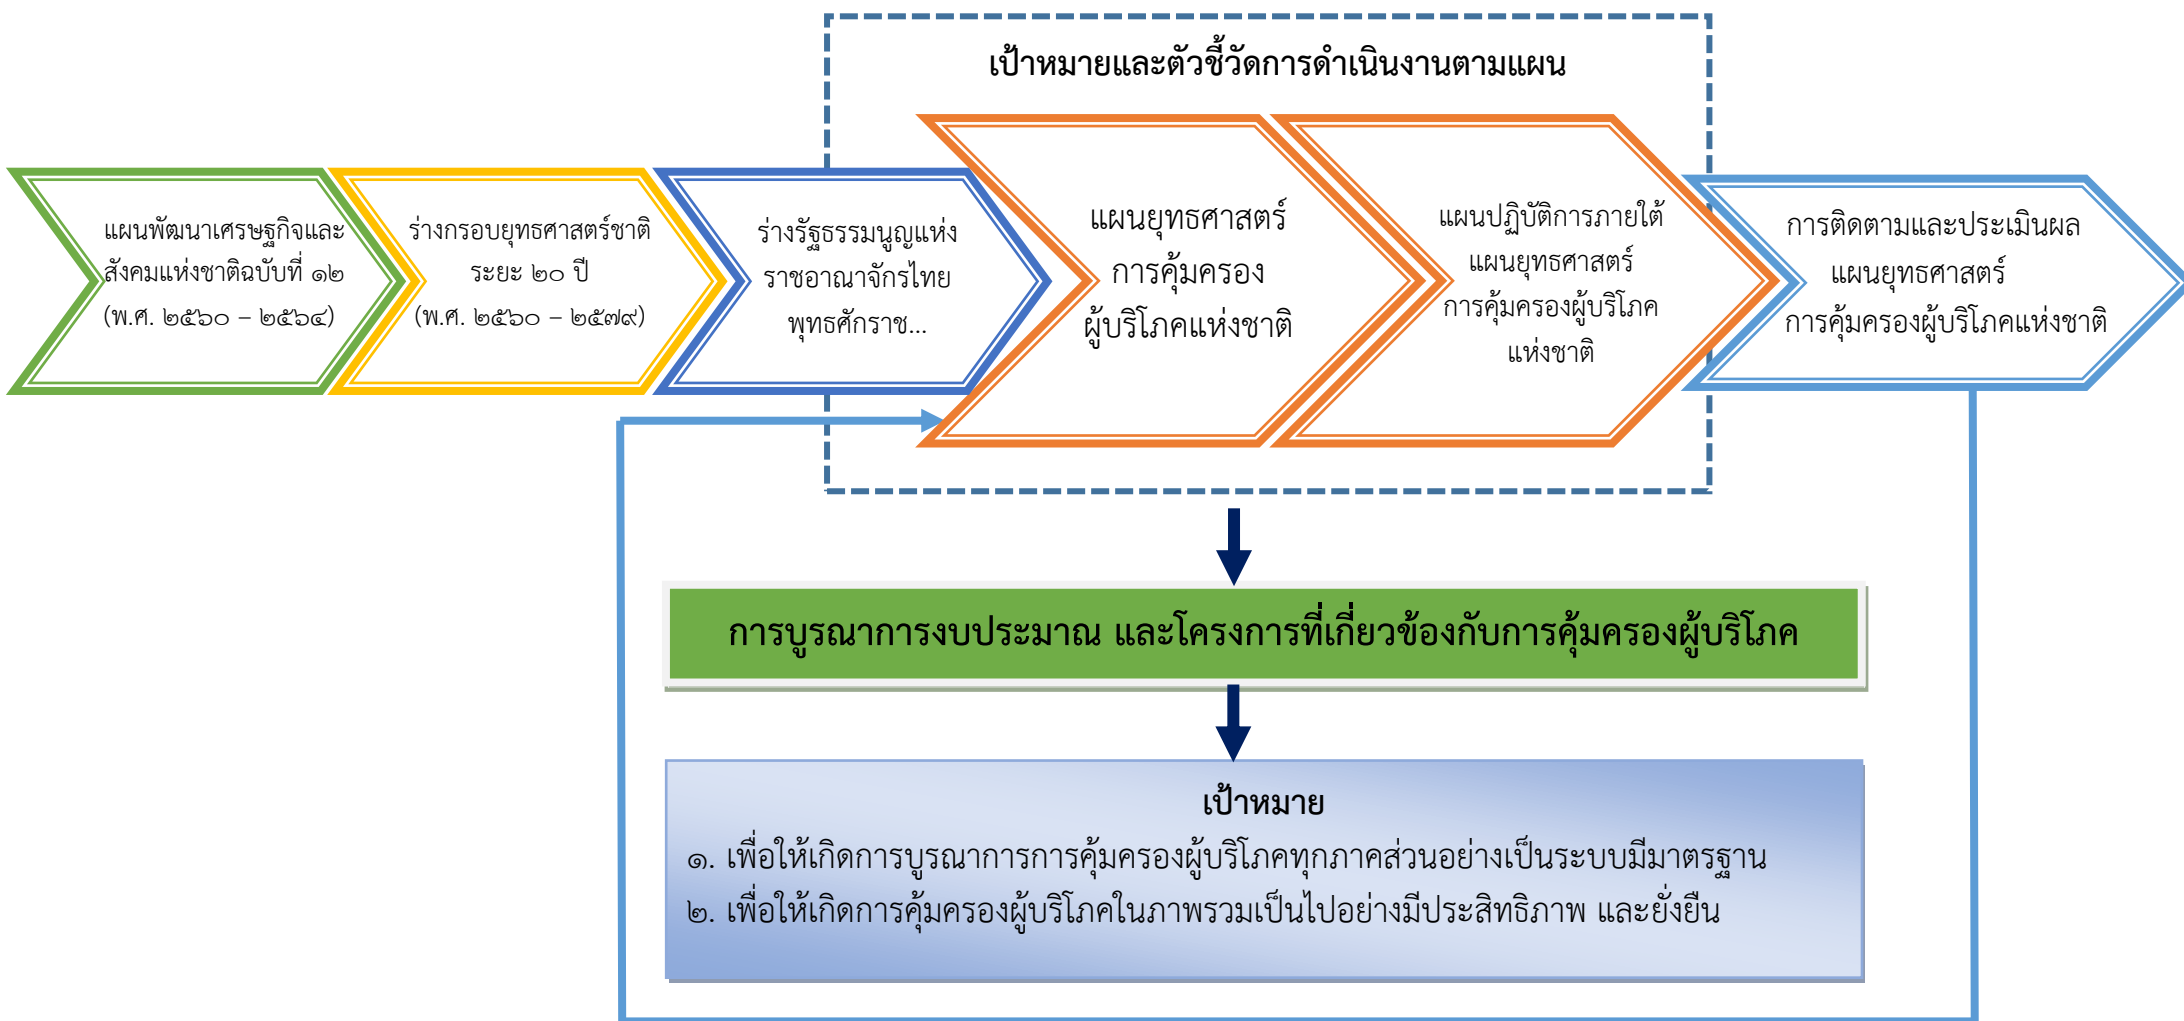 เป้าหมายและตัวชี้วัดการดำเนินงานตามแผน
แผนพัฒนาเศรษฐกิจและ
สังคมแห่งชาติฉบับที่ ๑๒
(พ.ศ. ๒๕๖๐ – ๒๕๖๔)
ร่างกรอบยุทธศาสตร์ชาติ
ระยะ ๒๐ ปี
(พ.ศ. ๒๕๖๐ – ๒๕๗๙)
ร่างรัฐธรรมนูญแห่ง
ราชอาณาจักรไทย
พุทธศักราช...
แผนยุทธศาสตร์
การคุ้มครอง
ผู้บริโภคแห่งชาติ
แผนปฏิบัติการภายใต้
แผนยุทธศาสตร์
การคุ้มครองผู้บริโภค
แห่งชาติ
การติดตามและประเมินผล
แผนยุทธศาสตร์
การคุ้มครองผู้บริโภคแห่งชาติ
การบูรณาการงบประมาณ และโครงการที่เกี่ยวข้องกับการคุ้มครองผู้บริโภค
เป้าหมาย
๑. เพื่อให้เกิดการบูรณาการการคุ้มครองผู้บริโภคทุกภาคส่วนอย่างเป็นระบบมีมาตรฐาน
๒. เพื่อให้เกิดการคุ้มครองผู้บริโภคในภาพรวมเป็นไปอย่างมีประสิทธิภาพ และยั่งยืน